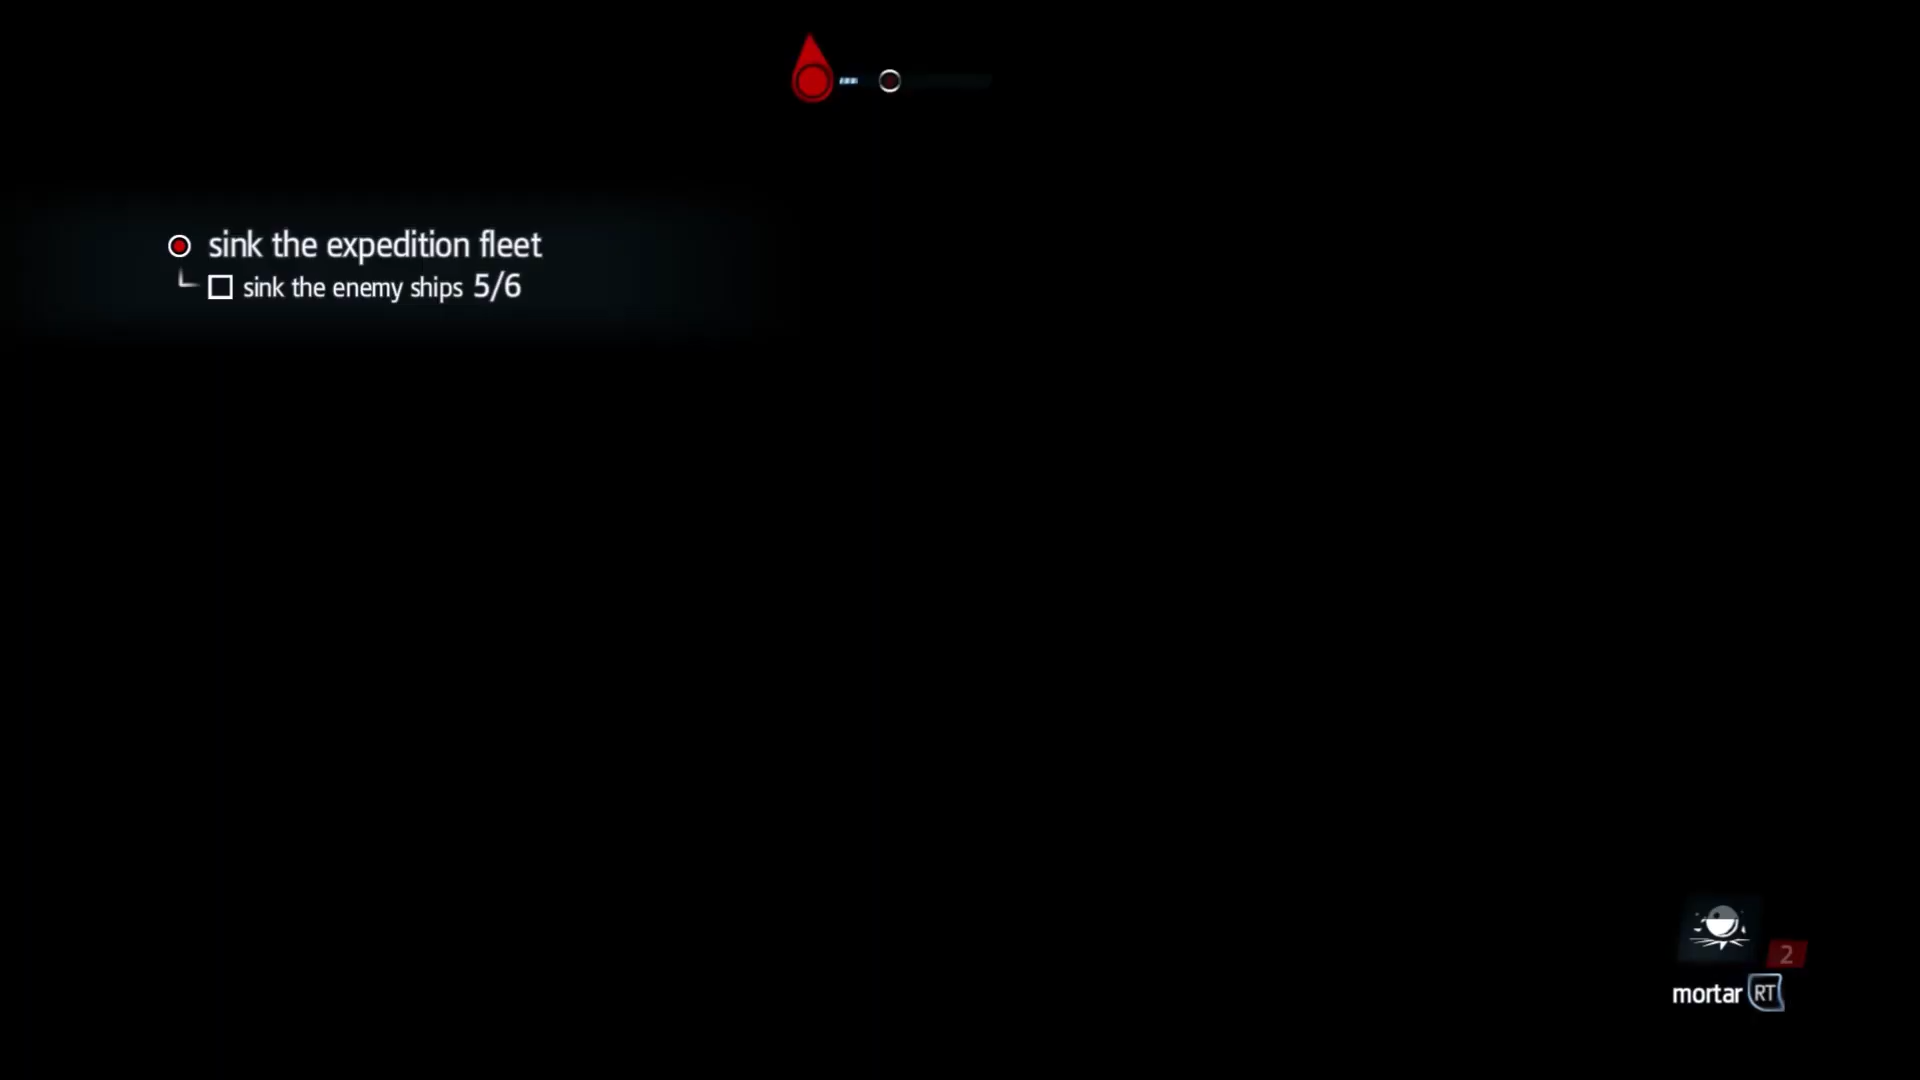 sink the expedition fleet
sink the enemy ships 5/6
2
mortar RT